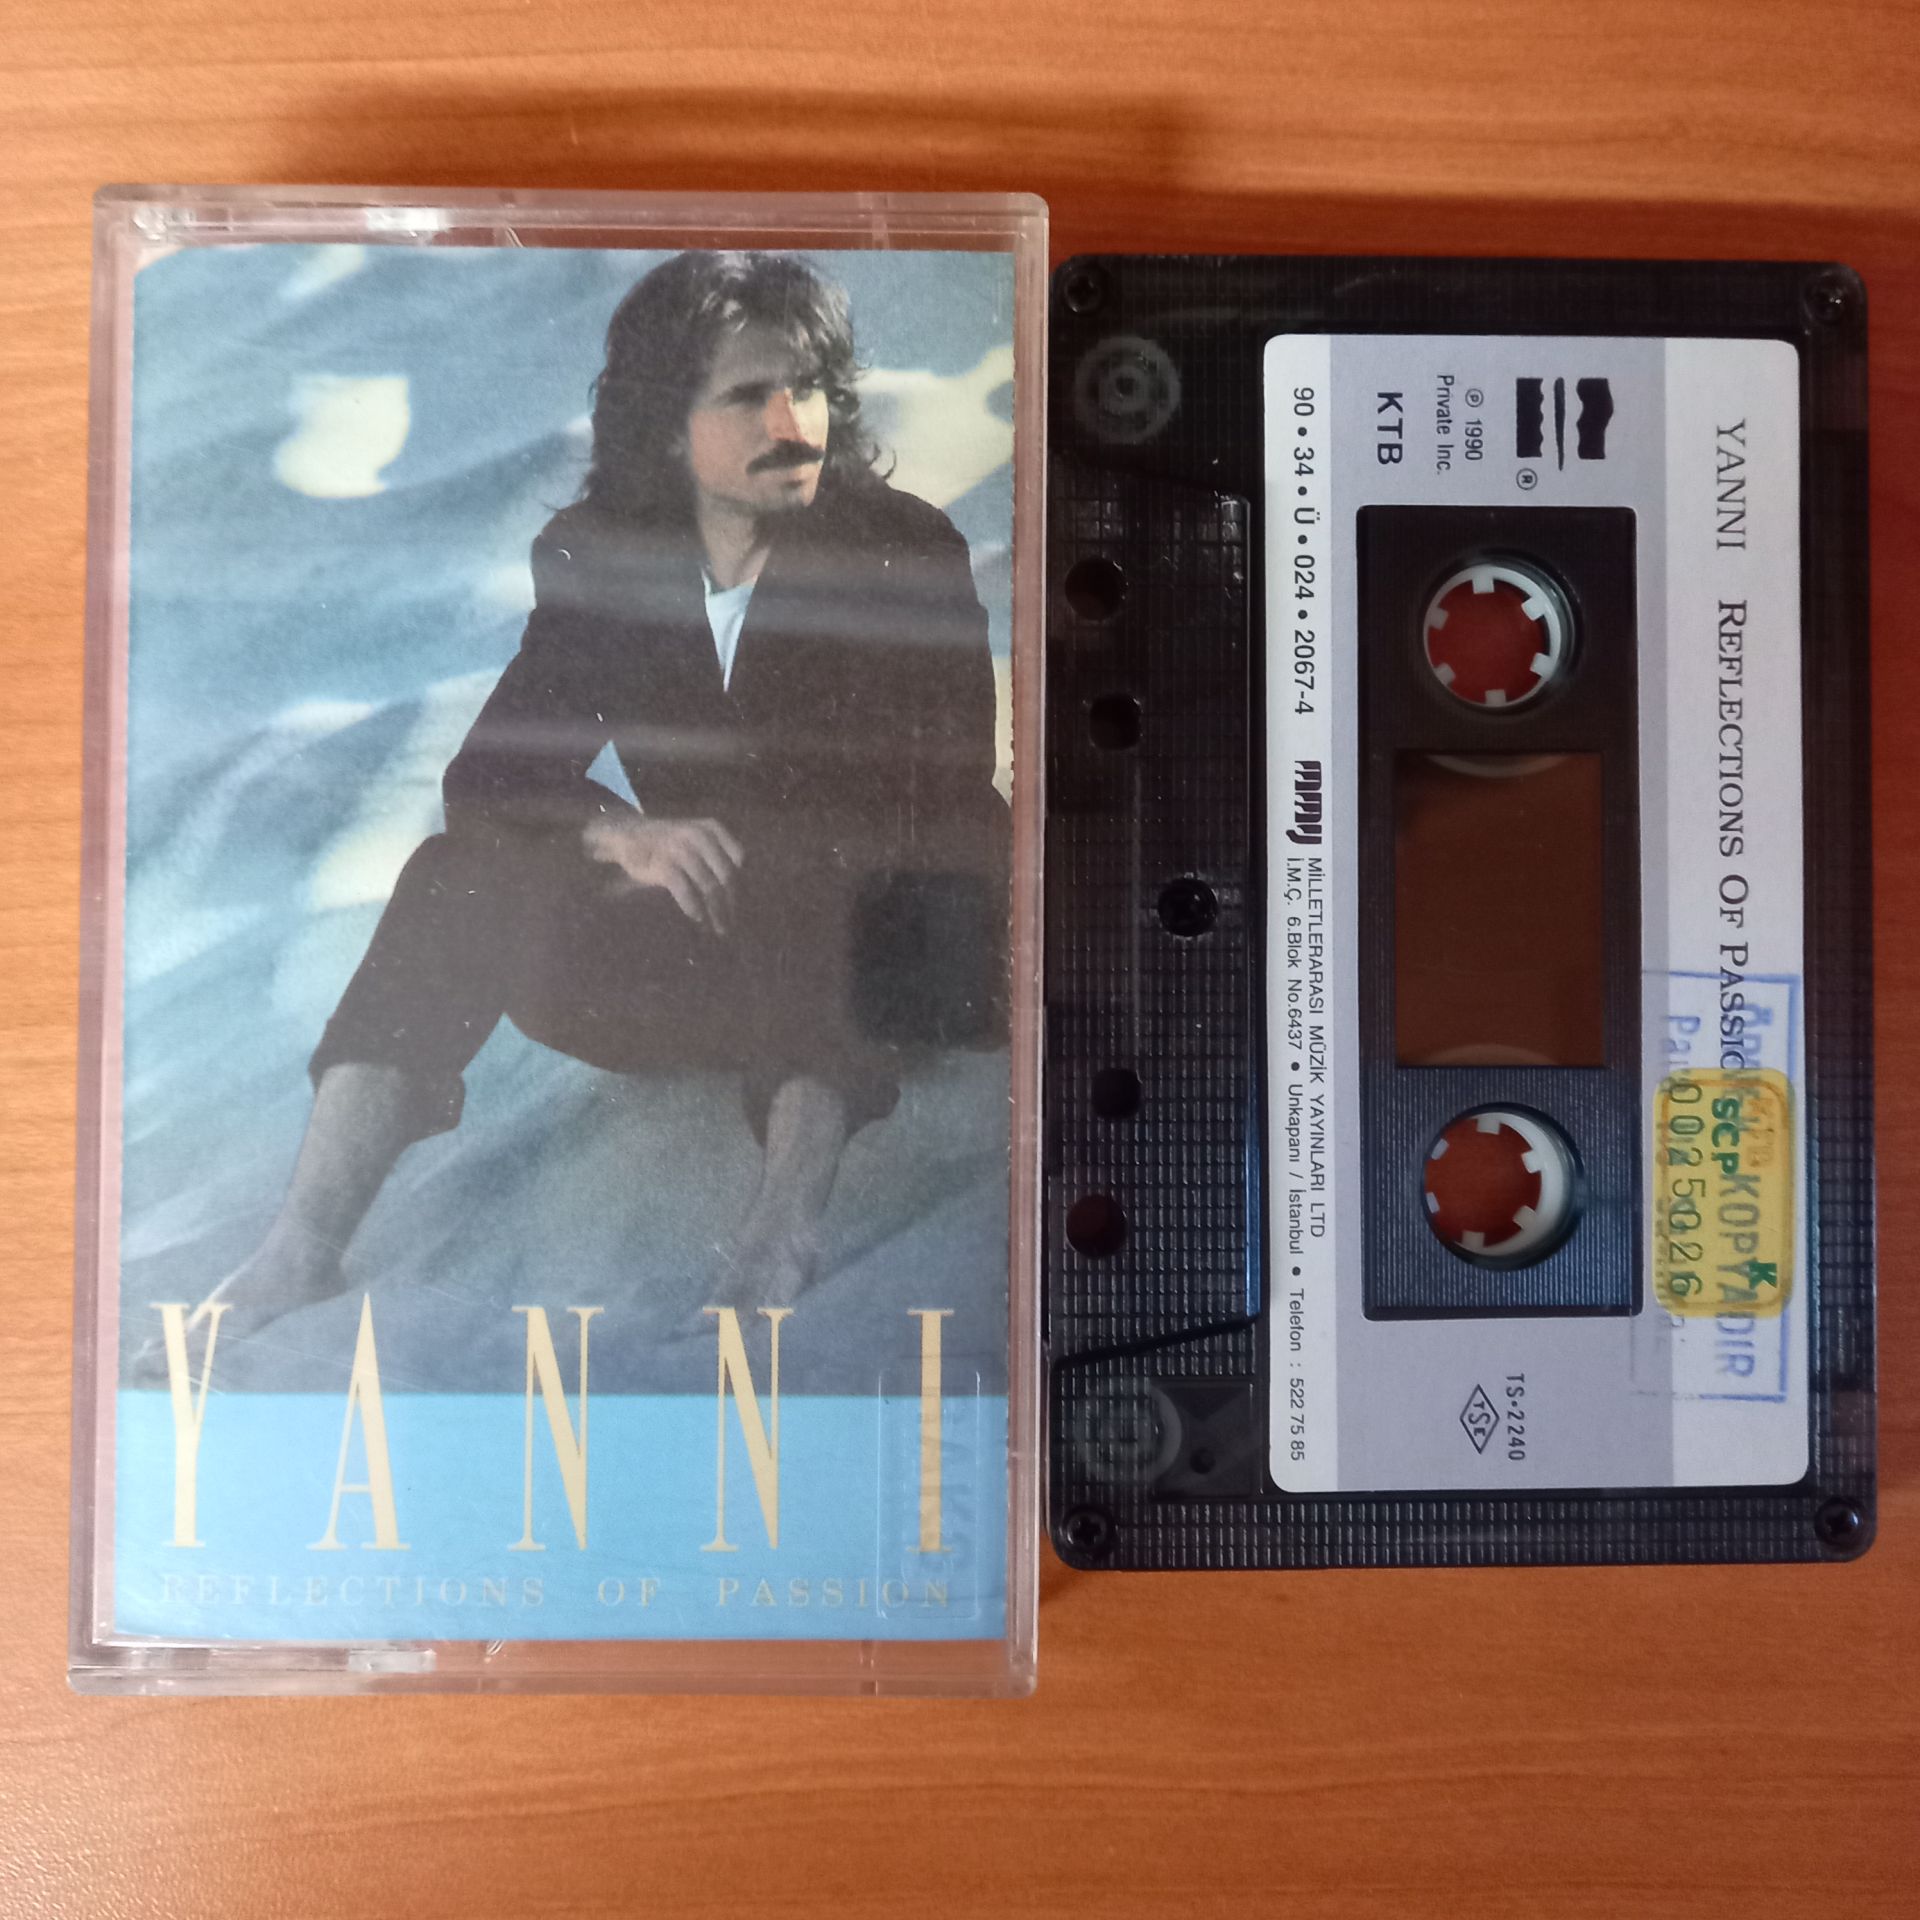 YANNI
REFLECTIONS OF PASSION
YANNI REFLECTIONS OF PASSIO
KOPYADIR
SCP K
0025026
®
℗ 1990
Private Inc.
KTB
TS•2240
TSE
90 • 34 • Ü • 024 • 2067-4
MİLLETLERARASI MÜZİK YAYINLARI LTD
İ.M.Ç. 6.Blok No.6437 • Unkapanı / İstanbul • Telefon : 522 75 85